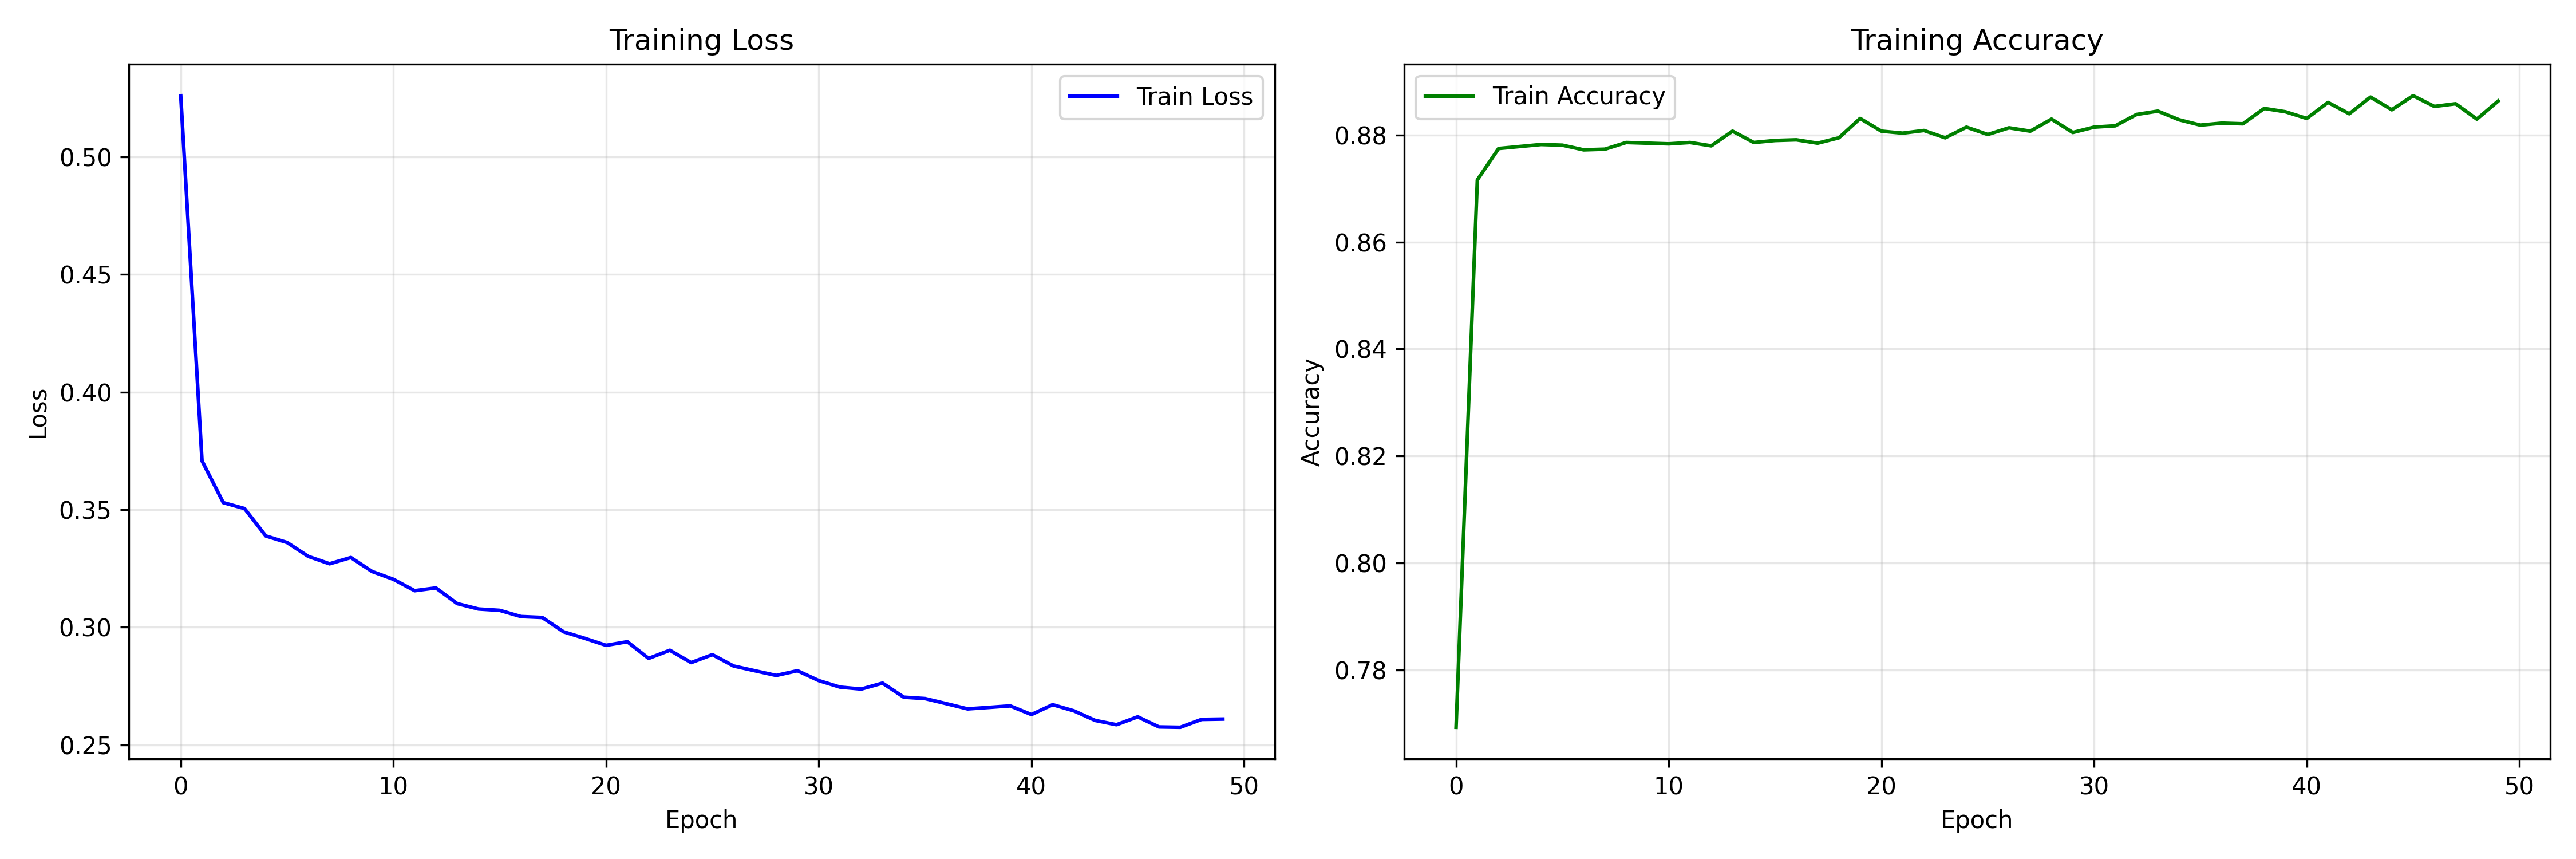 Training Loss
Train Loss
0.50
0.45
0.40
0.35
0.30
0.25
Loss
0 10 20 30 40 50
Epoch
Training Accuracy
Train Accuracy
0.88
0.86
0.84
0.82
0.80
0.78
Accuracy
0 10 20 30 40 50
Epoch